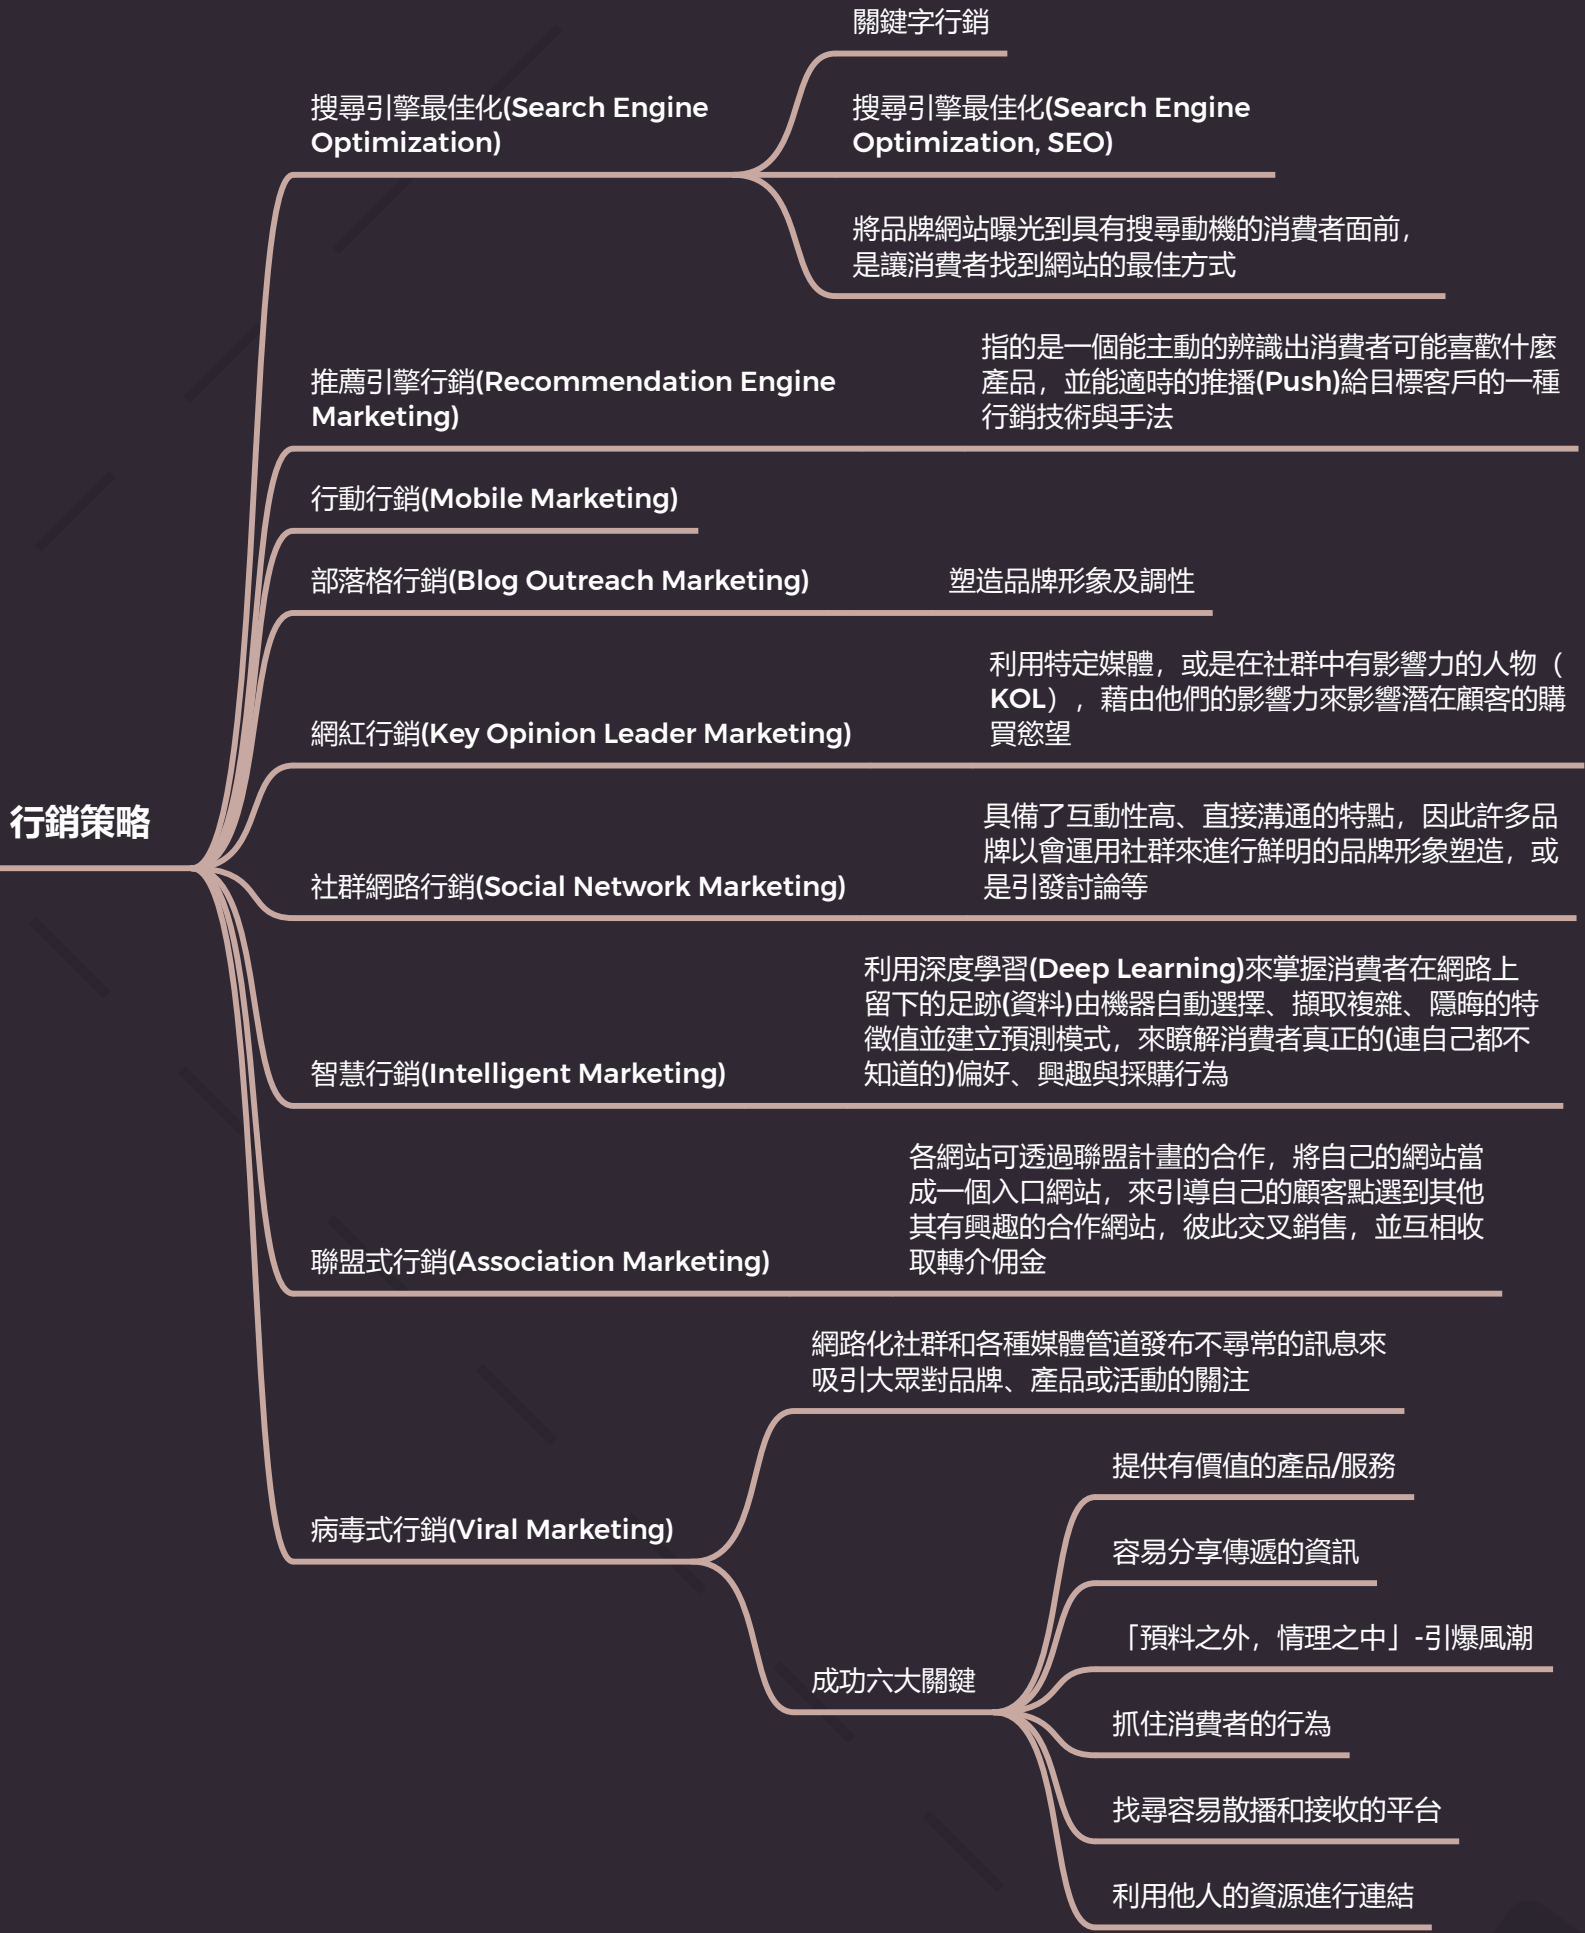 行銷策略
搜尋引擎最佳化(Search Engine
Optimization)
關鍵字行銷
搜尋引擎最佳化(Search Engine
Optimization, SEO)
將品牌網站曝光到具有搜尋動機的消費者面前，
是讓消費者找到網站的最佳方式
推薦引擎行銷(Recommendation Engine
Marketing)
指的是一個能主動的辨識出消費者可能喜歡什麼
產品，並能適時的推播(Push)給目標客戶的一種
行銷技術與手法
行動行銷(Mobile Marketing)
部落格行銷(Blog Outreach Marketing)
塑造品牌形象及調性
網紅行銷(Key Opinion Leader Marketing)
利用特定媒體，或是在社群中有影響力的人物（
KOL），藉由他們的影響力來影響潛在顧客的購
買慾望
社群網路行銷(Social Network Marketing)
具備了互動性高、直接溝通的特點，因此許多品
牌以會運用社群來進行鮮明的品牌形象塑造，或
是引發討論等
智慧行銷(Intelligent Marketing)
利用深度學習(Deep Learning)來掌握消費者在網路上
留下的足跡(資料)由機器自動選擇、擷取複雜、隱晦的特
徵值並建立預測模式，來瞭解消費者真正的(連自己都不
知道的)偏好、興趣與採購行為
聯盟式行銷(Association Marketing)
各網站可透過聯盟計畫的合作，將自己的網站當
成一個入口網站，來引導自己的顧客點選到其他
其有興趣的合作網站，彼此交叉銷售，並互相收
取轉介佣金
病毒式行銷(Viral Marketing)
網路化社群和各種媒體管道發布不尋常的訊息來
吸引大眾對品牌、產品或活動的關注
成功六大關鍵
提供有價值的產品/服務
容易分享傳遞的資訊
「預料之外，情理之中」-引爆風潮
抓住消費者的行為
找尋容易散播和接收的平台
利用他人的資源進行連結